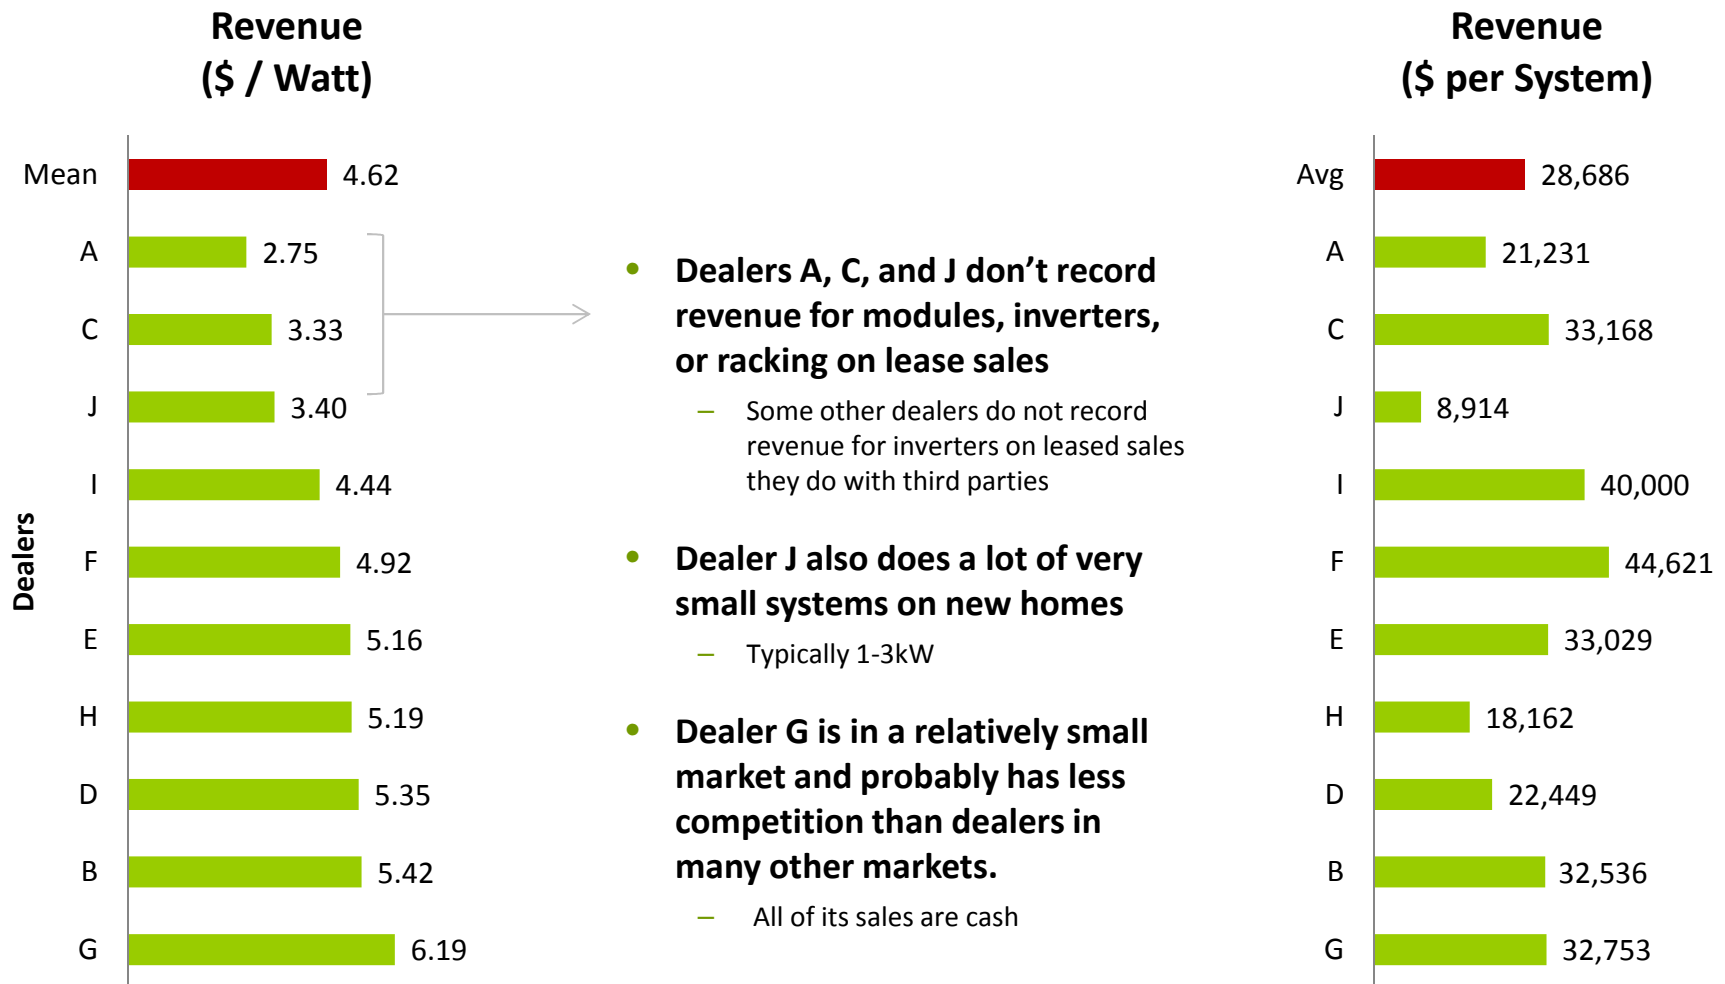 Revenue
($ / Watt)
Dealers
Mean 4.62
A 2.75
C 3.33
J 3.40
I 4.44
F 4.92
E 5.16
H 5.19
D 5.35
B 5.42
G 6.19
• Dealers A, C, and J don’t record
revenue for modules, inverters,
or racking on lease sales
– Some other dealers do not record
revenue for inverters on leased sales
they do with third parties
• Dealer J also does a lot of very
small systems on new homes
– Typically 1-3kW
• Dealer G is in a relatively small
market and probably has less
competition than dealers in
many other markets.
– All of its sales are cash
Revenue
($ per System)
Avg 28,686
A 21,231
C 33,168
J 8,914
I 40,000
F 44,621
E 33,029
H 18,162
D 22,449
B 32,536
G 32,753